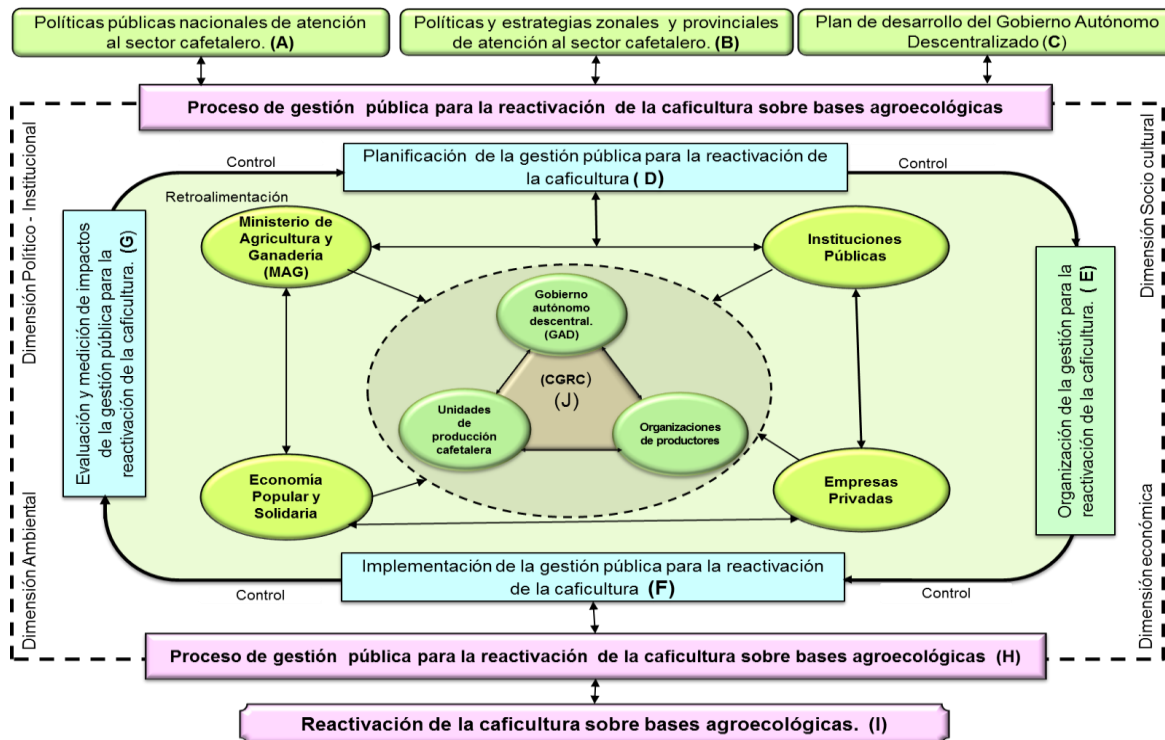 Políticas públicas nacionales de atención
al sector cafetalero. (A)
Políticas y estrategias zonales y provinciales
de atención al sector cafetalero. (B)
Plan de desarrollo del Gobierno Autónomo
Descentralizado (C)
Proceso de gestión pública para la reactivación de la caficultura sobre bases agroecológicas
Dimensión Político - Institucional
Dimensión Socio cultural
Control
Planificación de la gestión pública para la reactivación de
la caficultura ( D)
Control
Retroalimentación
Ministerio de
Agricultura y
Ganadería
(MAG)
Instituciones
Públicas
Evaluación y medición de impactos
de la gestión pública para la
reactivación de la caficultura. (G)
Organización de la gestión para la
reactivación de la caficultura. ( E)
Gobierno
autónomo
descentral.
(GAD)
(CGRC)
(J)
Unidades
de
producción
cafetalera
Organizaciones
de productores
Economía
Popular y
Solidaria
Empresas
Privadas
Dimensión Ambiental
Dimensión económica
Implementación de la gestión pública para la reactivación
de la caficultura (F)
Control
Control
Proceso de gestión pública para la reactivación de la caficultura sobre bases agroecológicas (H)
Reactivación de la caficultura sobre bases agroecológicas. (I)